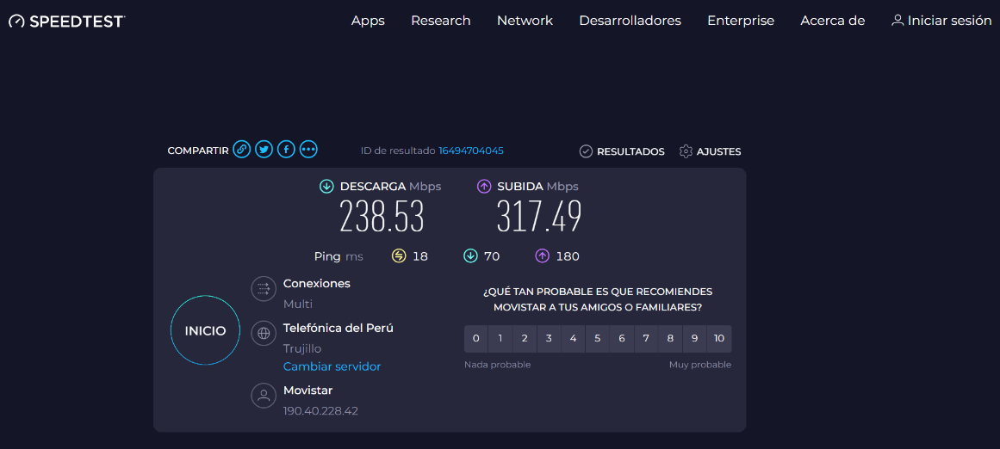 SPEEDTEST
Apps Research Network Desarrolladores Enterprise Acerca de Iniciar sesión
COMPARTIR
ID de resultado 16494704045
RESULTADOS AJUSTES
DESCARGA Mbps
238.53
SUBIDA Mbps
317.49
Ping ms 18 70 180
INICIO
Conexiones
Multi
Telefónica del Perú
Trujillo
Cambiar servidor
Movistar
190.40.228.42
¿QUÉ TAN PROBABLE ES QUE RECOMIENDES
MOVISTAR A TUS AMIGOS O FAMILIARES?
0 1 2 3 4 5 6 7 8 9 10
Nada probable Muy probable